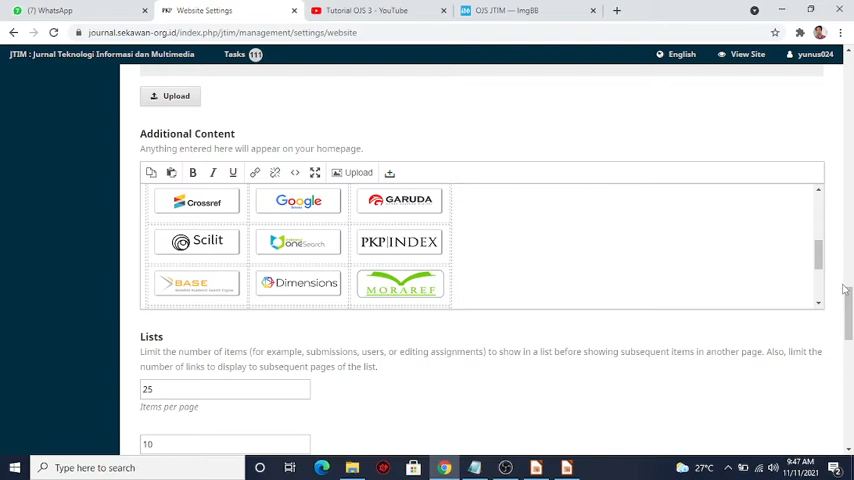 (7) WhatsApp
PKP Website Settings
Tutorial OJS 3 - YouTube
OJS JTIM — ImgBB
journal.sekawan-org.id/index.php/jtim/management/settings/website
JTIM : Jurnal Teknologi Informasi dan Multimedia
Tasks 111
English
View Site
yunus024
Upload
Additional Content
Anything entered here will appear on your homepage.
B I U Upload
Crossref Google GARUDA
Scilit oneSearch PKP|INDEX
BASE Dimensions MORAREF
Lists
Limit the number of items (for example, submissions, users, or editing assignments) to show in a list before showing subsequent items in another page. Also, limit the
number of links to display to subsequent pages of the list.
25
Items per page
10
Type here to search
27°C
9:47 AM
11/11/2021
2